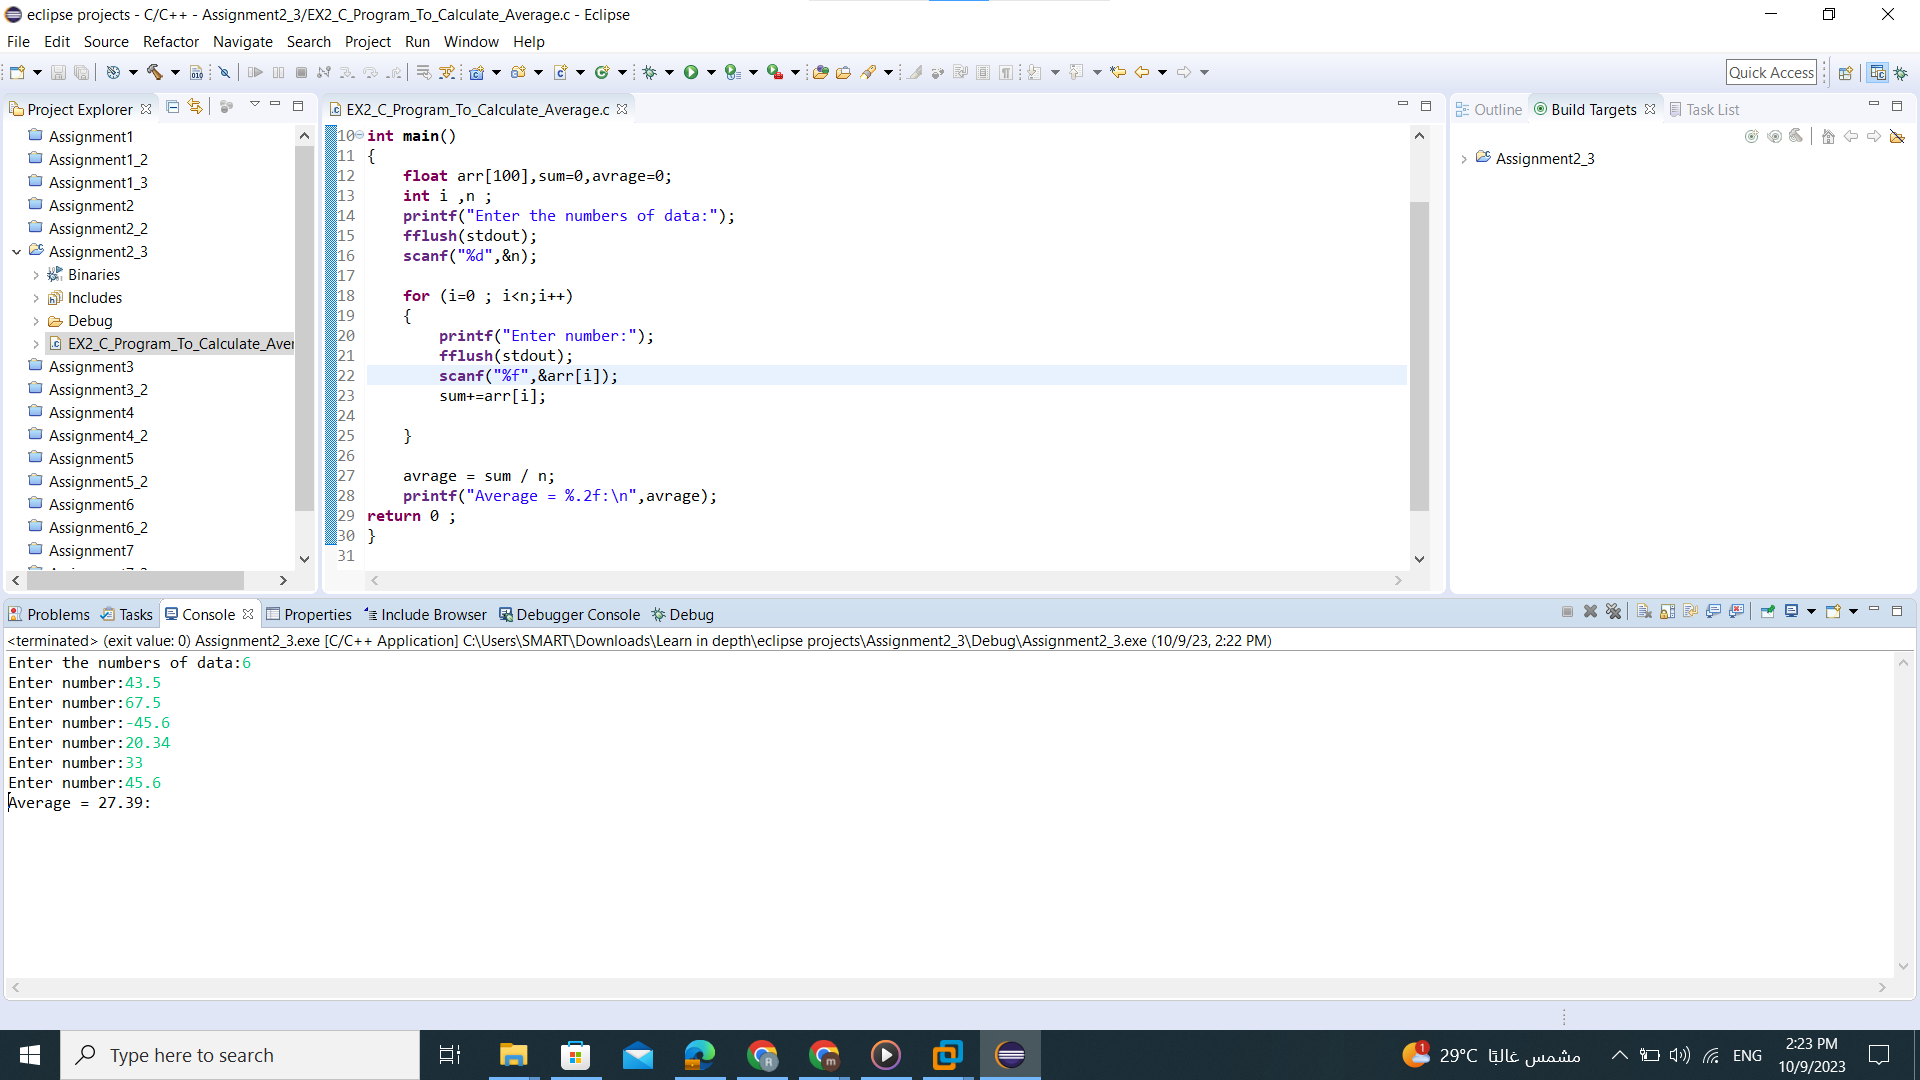 eclipse projects - C/C++ - Assignment2_3/EX2_C_Program_To_Calculate_Average.c - Eclipse
File Edit Source Refactor Navigate Search Project Run Window Help
Quick Access
Project Explorer
Assignment1
Assignment1_2
Assignment1_3
Assignment2
Assignment2_2
Assignment2_3
Binaries
Includes
Debug
EX2_C_Program_To_Calculate_Aver
Assignment3
Assignment3_2
Assignment4
Assignment4_2
Assignment5
Assignment5_2
Assignment6
Assignment6_2
Assignment7
EX2_C_Program_To_Calculate_Average.c
10 int main()
11 {
12 float arr[100],sum=0,avrage=0;
13 int i ,n ;
14 printf("Enter the numbers of data:");
15 fflush(stdout);
16 scanf("%d",&n);
17
18 for (i=0 ; i<n;i++)
19 {
20 printf("Enter number:");
21 fflush(stdout);
22 scanf("%f",&arr[i]);
23 sum+=arr[i];
24
25 }
26
27 avrage = sum / n;
28 printf("Average = %.2f:\n",avrage);
29 return 0 ;
30 }
31
Outline Build Targets Task List
Assignment2_3
Problems Tasks Console Properties Include Browser Debugger Console Debug
<terminated> (exit value: 0) Assignment2_3.exe [C/C++ Application] C:\Users\SMART\Downloads\Learn in depth\eclipse projects\Assignment2_3\Debug\Assignment2_3.exe (10/9/23, 2:22 PM)
Enter the numbers of data:6
Enter number:43.5
Enter number:67.5
Enter number:-45.6
Enter number:20.34
Enter number:33
Enter number:45.6
Average = 27.39:
Type here to search
1
29°C مشمس غالبًا
ENG
2:23 PM
10/9/2023